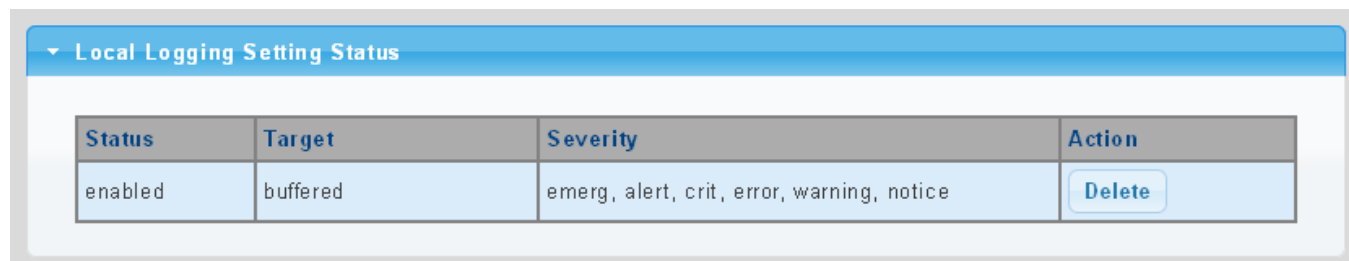 Local Logging Setting Status
Status Target Severity Action
enabled buffered emerg, alert, crit, error, warning, notice Delete